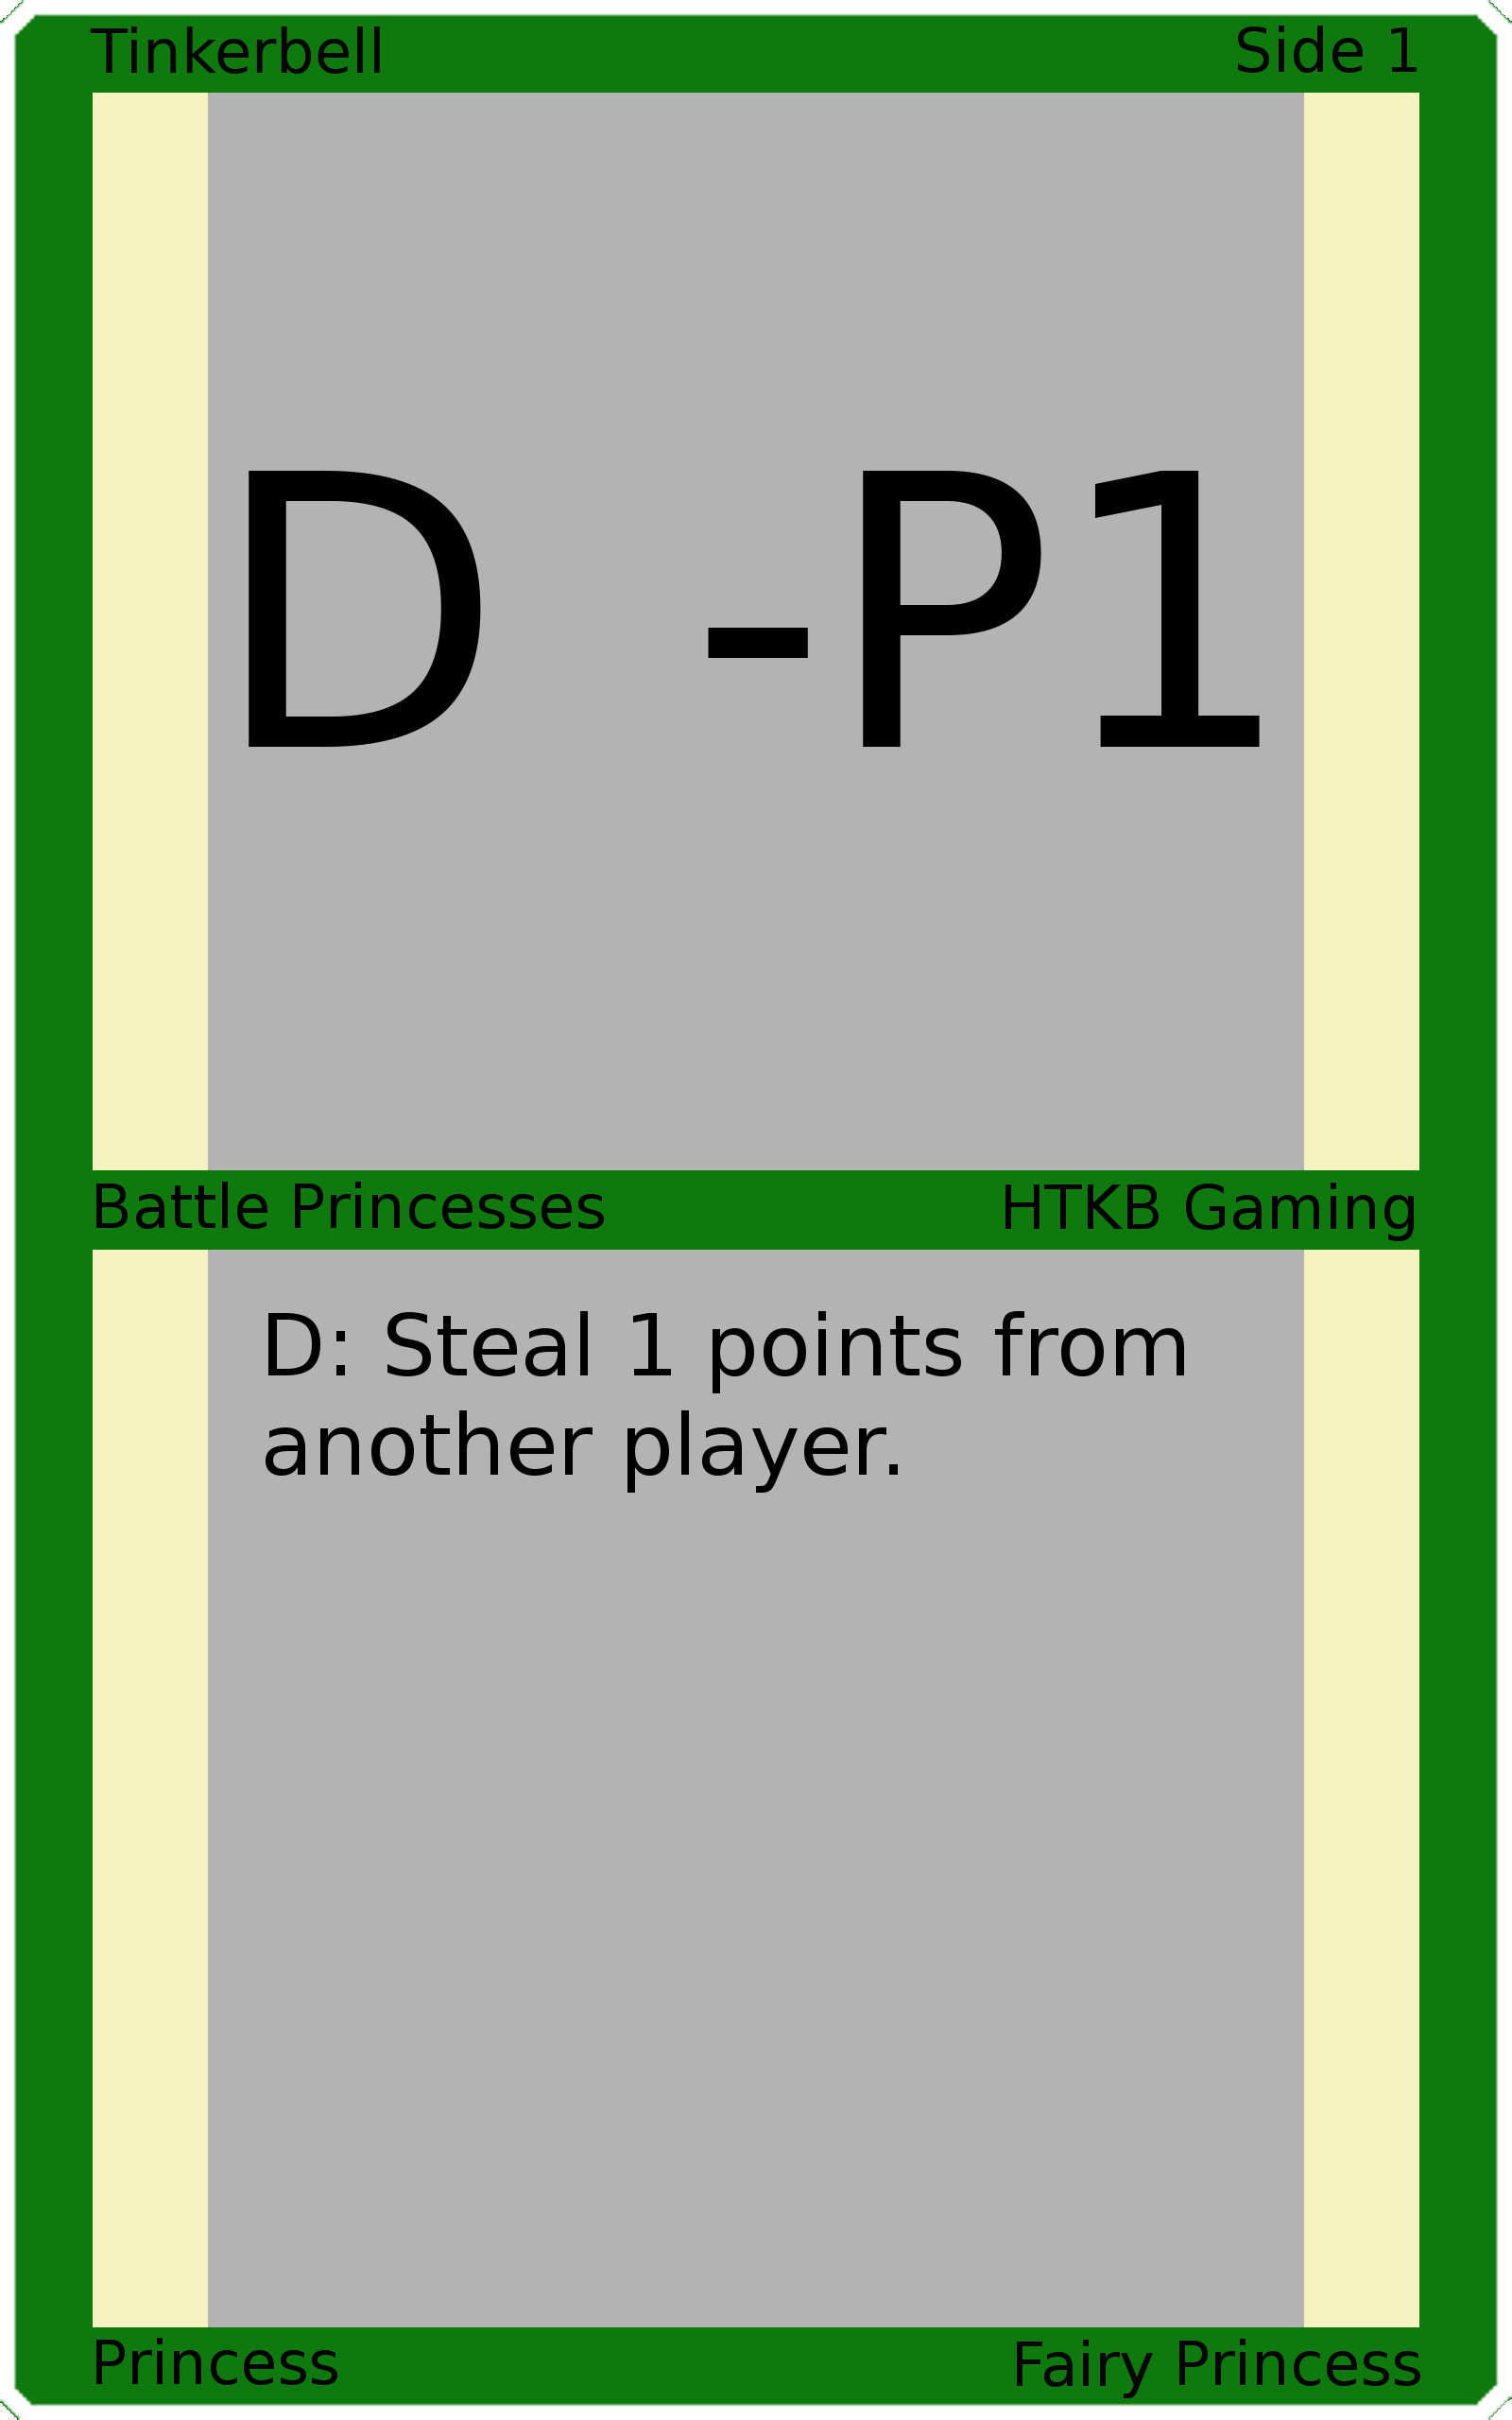 Tinkerbell Side 1
D -P1
Battle Princesses HTKB Gaming
D: Steal 1 points from
another player.
Princess Fairy Princess